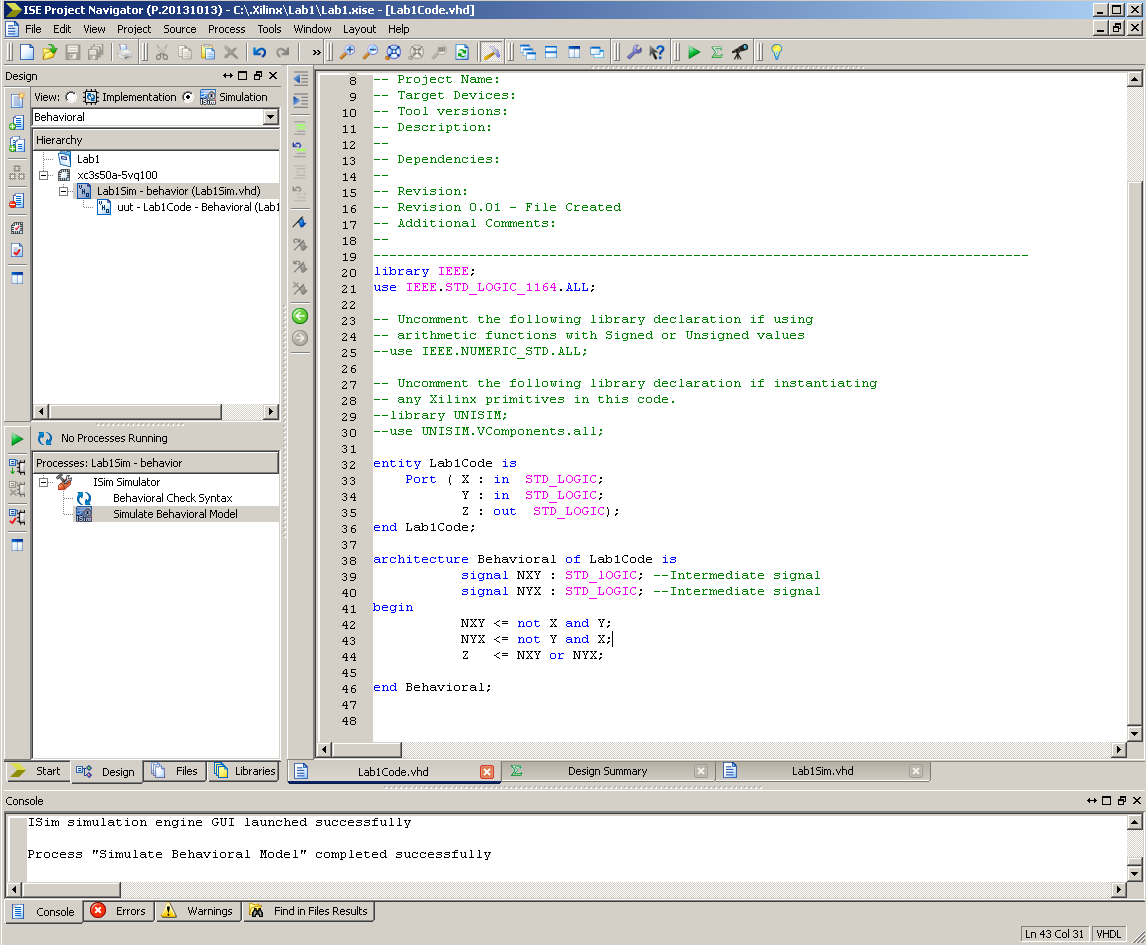 ISE Project Navigator (P.20131013) - C:\.Xilinx\Lab1\Lab1.xise - [Lab1Code.vhd]
File Edit View Project Source Process Tools Window Layout Help
»
Design
View: Implementation Simulation
Behavioral
Hierarchy
Lab1
xc3s50a-5vq100
Lab1Sim - behavior (Lab1Sim.vhd)
uut - Lab1Code - Behavioral (Lab1
No Processes Running
Processes: Lab1Sim - behavior
ISim Simulator
Behavioral Check Syntax
Simulate Behavioral Model
Start Design Files Libraries
8 -- Project Name:
9 -- Target Devices:
10 -- Tool versions:
11 -- Description:
12 --
13 -- Dependencies:
14 --
15 -- Revision:
16 -- Revision 0.01 - File Created
17 -- Additional Comments:
18 --
19 ----------------------------------------------------------------------------------
20 library IEEE;
21 use IEEE.STD_LOGIC_1164.ALL;
22
23 -- Uncomment the following library declaration if using
24 -- arithmetic functions with Signed or Unsigned values
25 --use IEEE.NUMERIC_STD.ALL;
26
27 -- Uncomment the following library declaration if instantiating
28 -- any Xilinx primitives in this code.
29 --library UNISIM;
30 --use UNISIM.VComponents.all;
31
32 entity Lab1Code is
33 Port ( X : in STD_LOGIC;
34 Y : in STD_LOGIC;
35 Z : out STD_LOGIC);
36 end Lab1Code;
37
38 architecture Behavioral of Lab1Code is
39 signal NXY : STD_lOGIC; --Intermediate signal
40 signal NYX : STD_LOGIC; --Intermediate signal
41 begin
42 NXY <= not X and Y;
43 NYX <= not Y and X;
44 Z <= NXY or NYX;
45
46 end Behavioral;
47
48
Lab1Code.vhd Design Summary Lab1Sim.vhd
Console
ISim simulation engine GUI launched successfully
Process "Simulate Behavioral Model" completed successfully
Console Errors Warnings Find in Files Results
Ln 43 Col 31 VHDL